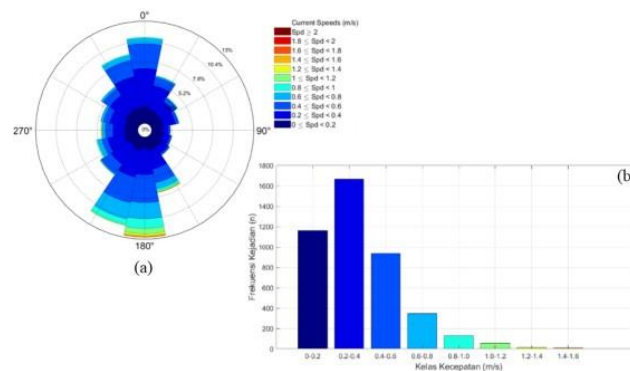 0°
Current Speeds (m/s)
Spd ≥ 2
1.8 ≤ Spd < 2
1.6 ≤ Spd < 1.8
1.4 ≤ Spd < 1.6
1.2 ≤ Spd < 1.4
1 ≤ Spd < 1.2
0.8 ≤ Spd < 1
0.6 ≤ Spd < 0.8
0.4 ≤ Spd < 0.6
0.2 ≤ Spd < 0.4
0 ≤ Spd < 0.2
13%
10.4%
7.8%
5.2%
0%
270°
90°
180°
(a)
(b)
Frekuensi Kejadian (n)
1800
1600
1400
1200
1000
800
600
400
200
0
0-0.2 0.2-0.4 0.4-0.6 0.6-0.8 0.8-1.0 1.0-1.2 1.2-1.4 1.4-1.6
Kelas Kecepatan (m/s)